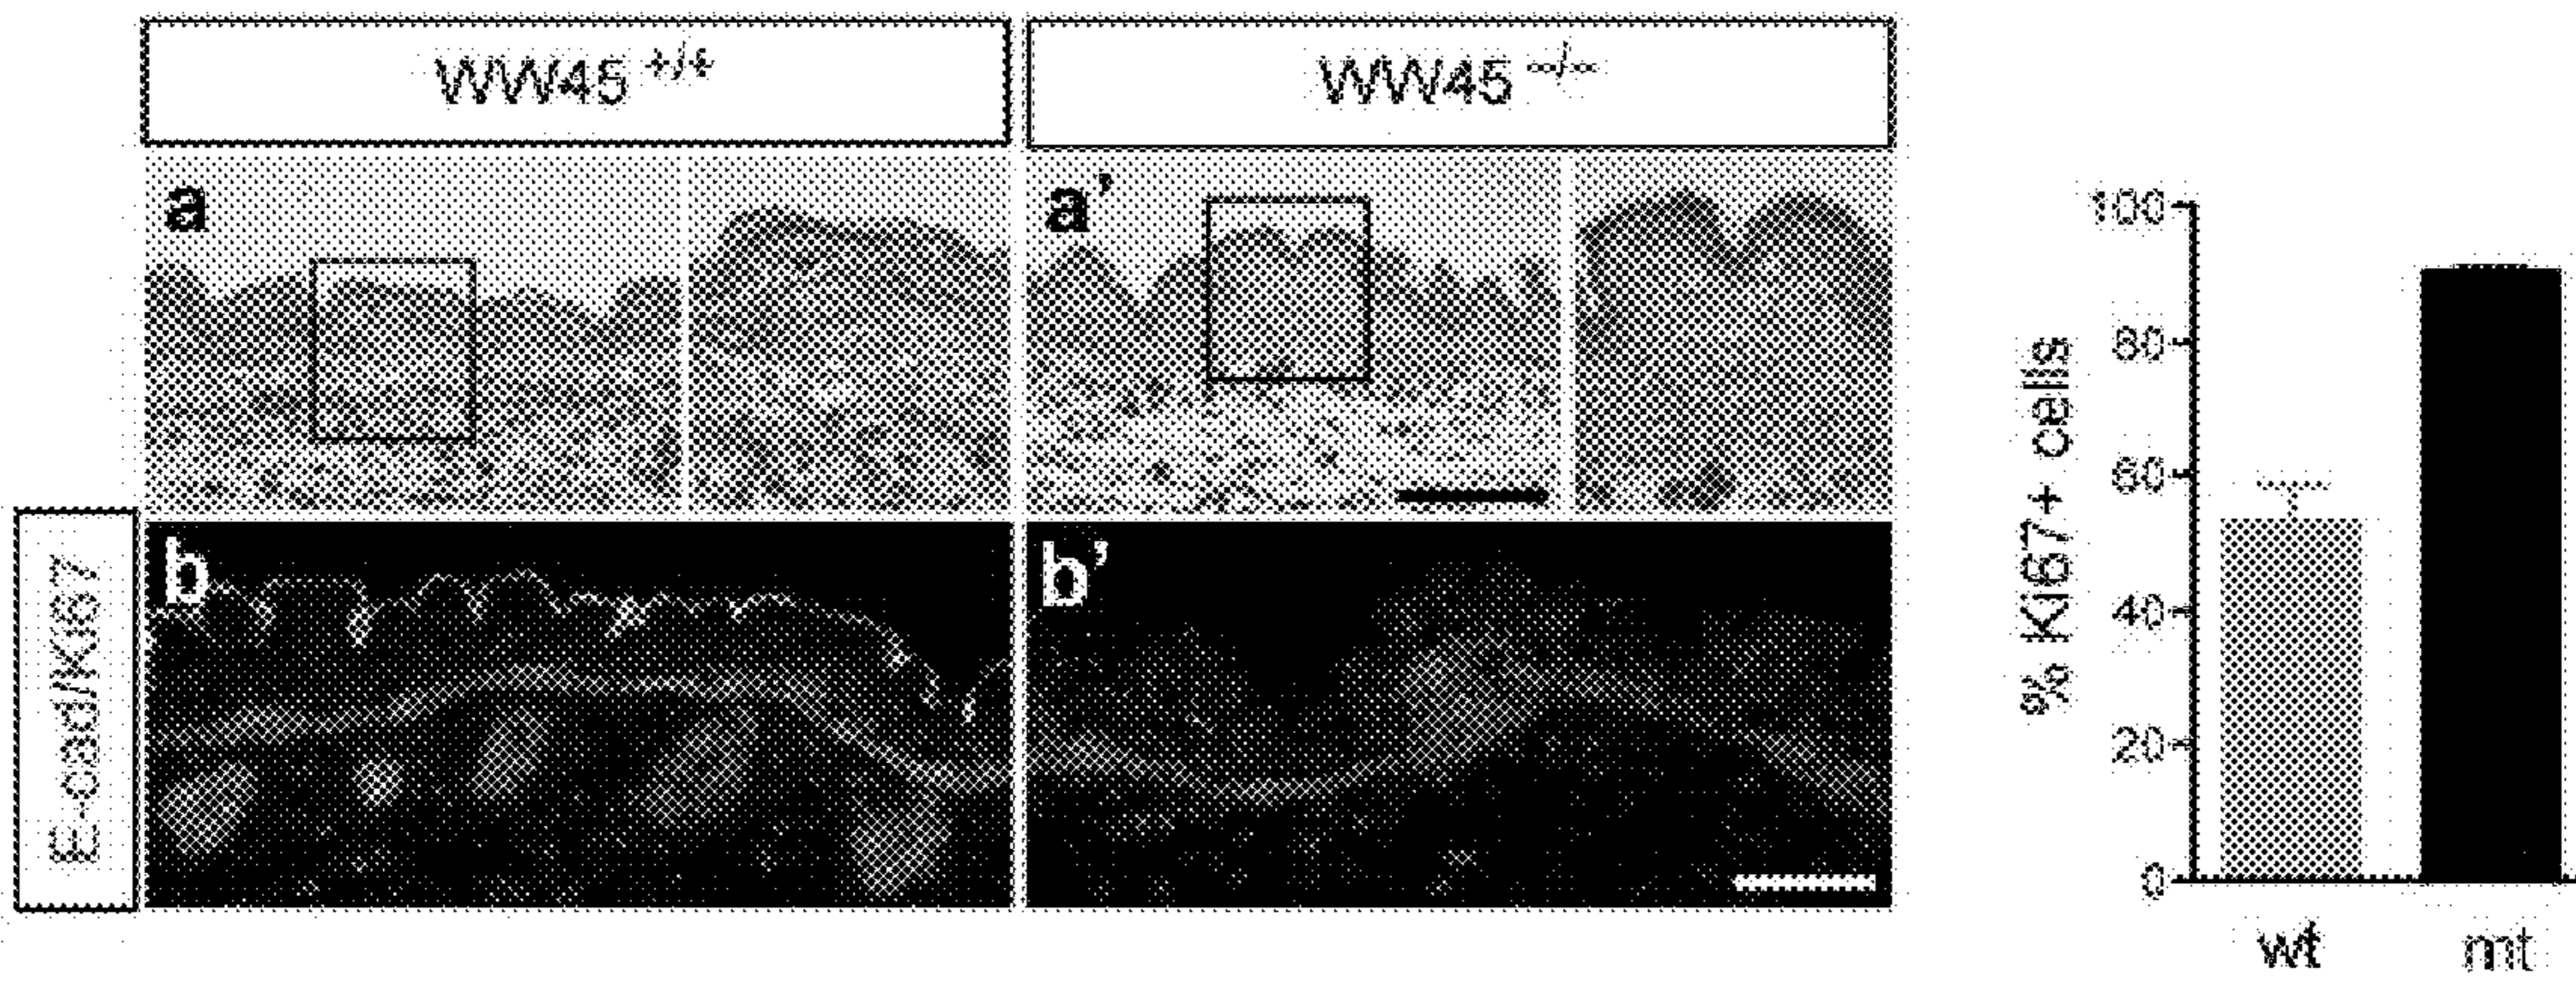 WW45 +/+
WW45 -/-
a
a’
E-cad/Ki67
b
b’
% Ki67+ cells
100
80
60
40
20
0
wt
mt